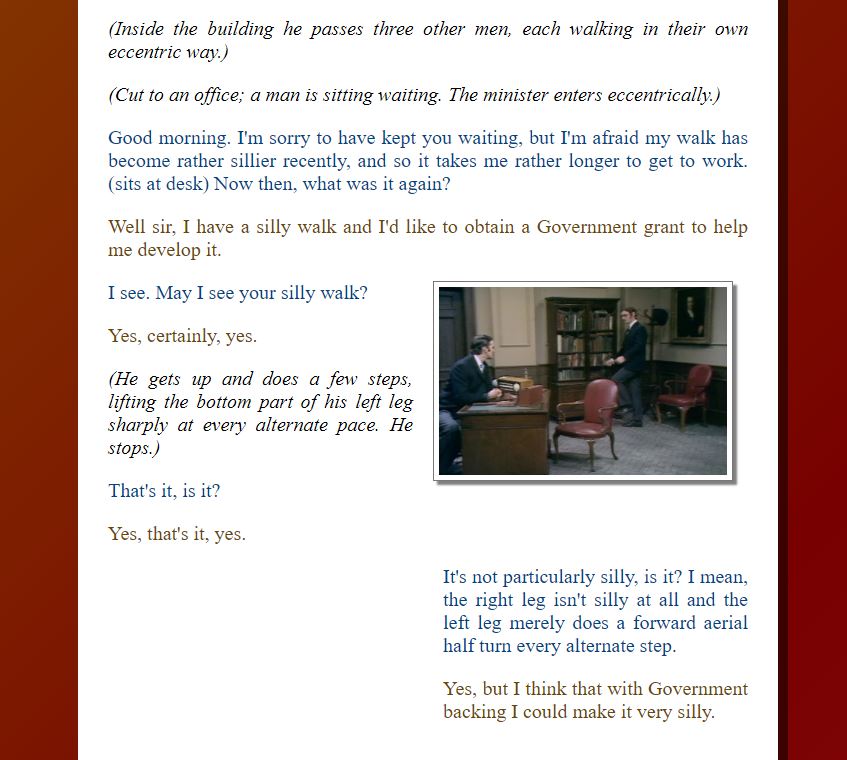 (Inside the building he passes three other men, each walking in their own
eccentric way.)
(Cut to an office; a man is sitting waiting. The minister enters eccentrically.)
Good morning. I'm sorry to have kept you waiting, but I'm afraid my walk has
become rather sillier recently, and so it takes me rather longer to get to work.
(sits at desk) Now then, what was it again?
Well sir, I have a silly walk and I'd like to obtain a Government grant to help
me develop it.
I see. May I see your silly walk?
Yes, certainly, yes.
(He gets up and does a few steps,
lifting the bottom part of his left leg
sharply at every alternate pace. He
stops.)
That's it, is it?
Yes, that's it, yes.
It's not particularly silly, is it? I mean,
the right leg isn't silly at all and the
left leg merely does a forward aerial
half turn every alternate step.
Yes, but I think that with Government
backing I could make it very silly.